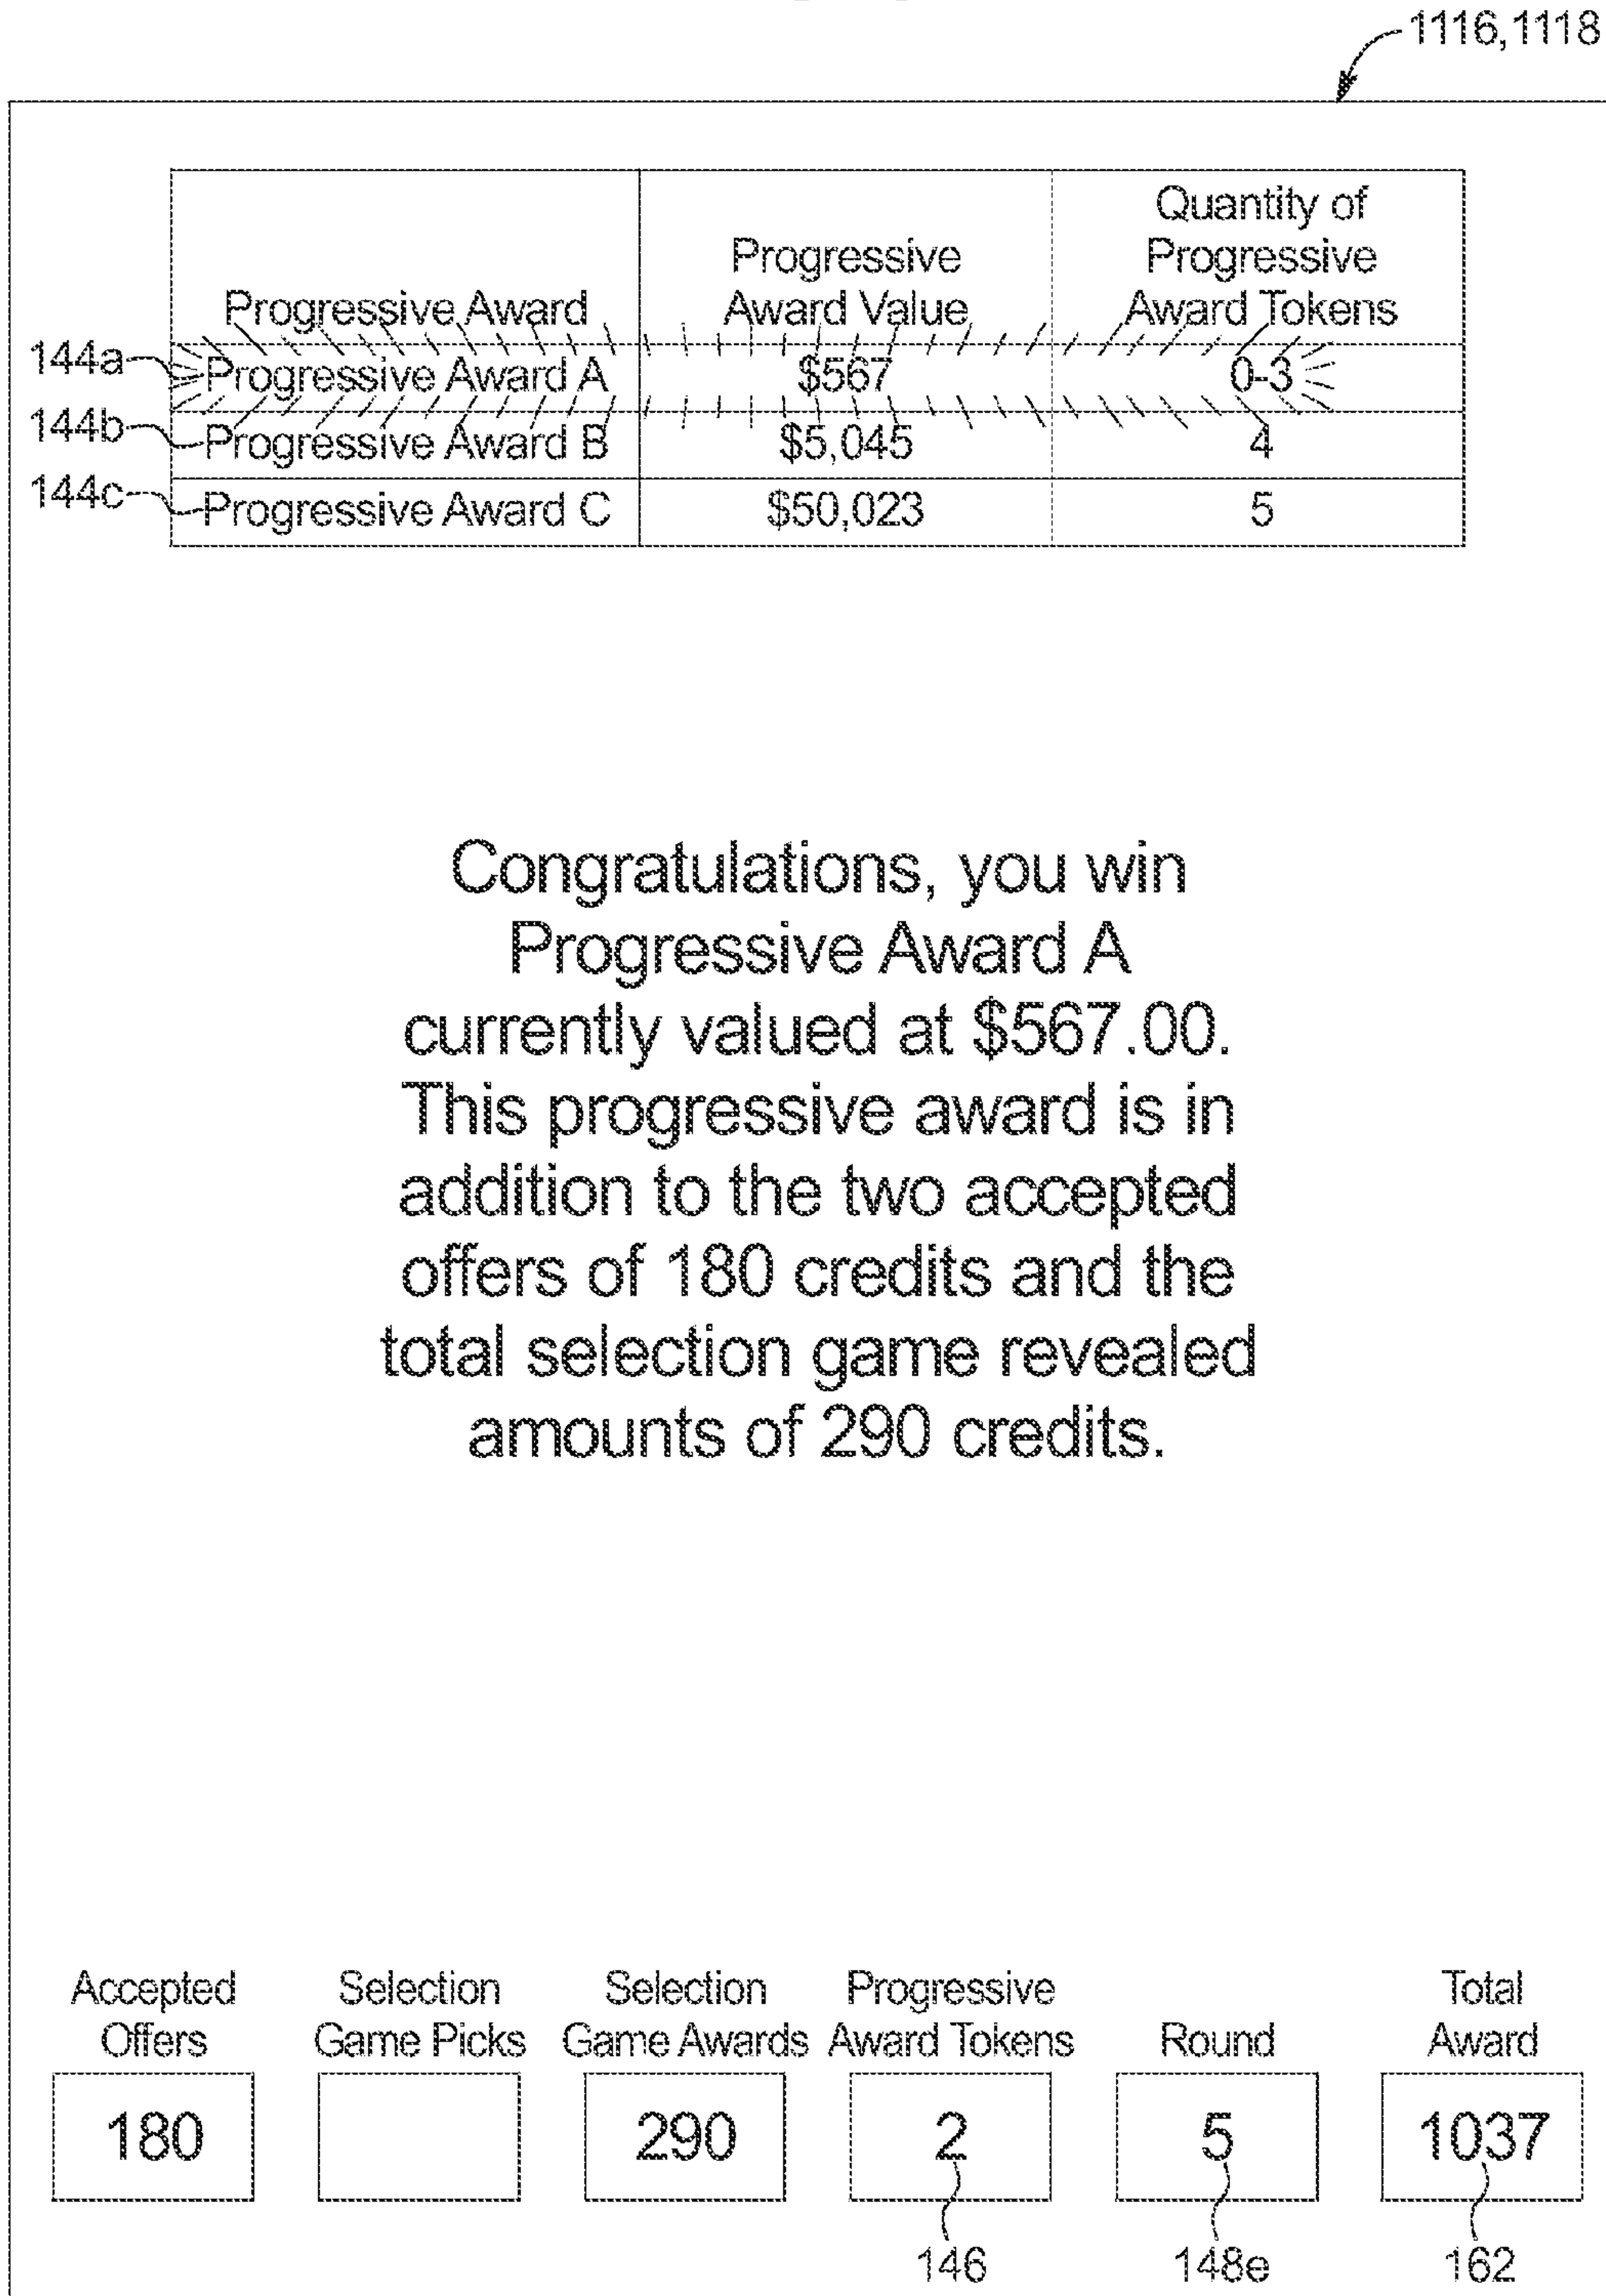 1116,1118
Quantity of
Progressive Progressive
Progressive Award Award Value Award Tokens
144a Progressive Award A $567 0-3
144b Progressive Award B $5,045 4
144c Progressive Award C $50,023 5
Congratulations, you win
Progressive Award A
currently valued at $567.00.
This progressive award is in
addition to the two accepted
offers of 180 credits and the
total selection game revealed
amounts of 290 credits.
Accepted Selection Selection Progressive Total
Offers Game Picks Game Awards Award Tokens Round Award
180 290 2 5 1037
146 148e 162